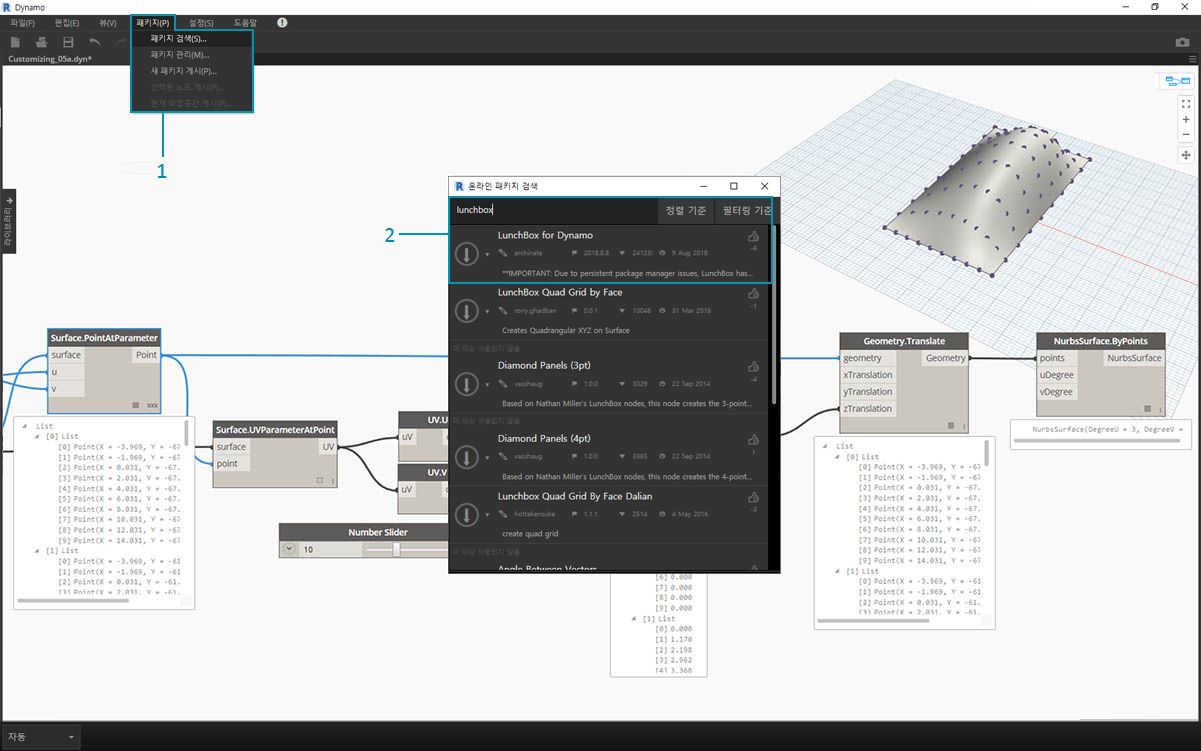 Dynamo
파일(F) 편집(E) 뷰(V) 패키지(P) 설정(S) 도움말
패키지 검색(S)...
패키지 관리(M)...
새 패키지 게시(P)...
선택된 노드 게시(P)...
현재 작업공간 게시(P)...
Customizing_05a.dyn*
1
라이브러리
온라인 패키지 검색
lunchbox 정렬 기준 필터링 기준
2
LunchBox for Dynamo
archinate 2018.6.8 24123 9 Aug 2018 -6
**IMPORTANT: Due to persistent package manager issues, LunchBox has...
LunchBox Quad Grid by Face
rony.ghadban 0.0.1 10048 31 Mar 2016 -1
Creates Quadrangular XYZ on Surface
더 이상 사용되지 않음
Diamond Panels (3pt)
vasshaug 1.0.0 3029 22 Sep 2014 -4
Based on Nathan Miller's LunchBox nodes, this node creates the 3-point...
더 이상 사용되지 않음
Diamond Panels (4pt)
vasshaug 1.0.0 3365 22 Sep 2014 1
Based on Nathan Miller's LunchBox nodes, this node creates the 4-point...
Lunchbox Quad Grid By Face Dalian
hottakensuke 1.1.1 2514 4 May 2016 -3
create quad grid
더 이상 사용되지 않음
Angle Between Vectors
Surface.PointAtParameter
surface Point
u
v
xxx
List
[0] List
[0] Point(X = -3.969, Y = -67
[1] Point(X = -1.969, Y = -67
[2] Point(X = 0.031, Y = -67.
[3] Point(X = 2.031, Y = -67.
[4] Point(X = 4.031, Y = -67.
[5] Point(X = 6.031, Y = -67.
[6] Point(X = 8.031, Y = -67.
[7] Point(X = 10.031, Y = -67
[8] Point(X = 12.031, Y = -67
[9] Point(X = 14.031, Y = -67
[1] List
[0] Point(X = -3.969, Y = -61
[1] Point(X = -1.969, Y = -61
[2] Point(X = 0.031, Y = -61.
[3] Point(X = 2.031, Y = -61.
Surface.UVParameterAtPoint
surface UV
point
UV.U
uV
UV.V
uV
Number Slider
10
[6] 0.000
[7] 0.000
[8] 0.000
[9] 0.000
[1] List
[0] 0.000
[1] 1.170
[2] 2.198
[3] 2.962
[4] 3.368
Geometry.Translate
geometry Geometry
xTranslation
yTranslation
zTranslation
List
[0] List
[0] Point(X = -3.969, Y = -67
[1] Point(X = -1.969, Y = -67
[2] Point(X = 0.031, Y = -67.
[3] Point(X = 2.031, Y = -67.
[4] Point(X = 4.031, Y = -67.
[5] Point(X = 6.031, Y = -67.
[6] Point(X = 8.031, Y = -67.
[7] Point(X = 10.031, Y = -67
[8] Point(X = 12.031, Y = -67
[9] Point(X = 14.031, Y = -67
[1] List
[0] Point(X = -3.969, Y = -61
[1] Point(X = -1.969, Y = -61
[2] Point(X = 0.031, Y = -61.
[3] Point(X = 2.031, Y = -61.
NurbsSurface.ByPoints
points NurbsSurface
uDegree
vDegree
NurbsSurface(DegreeU = 3, DegreeV =
자동